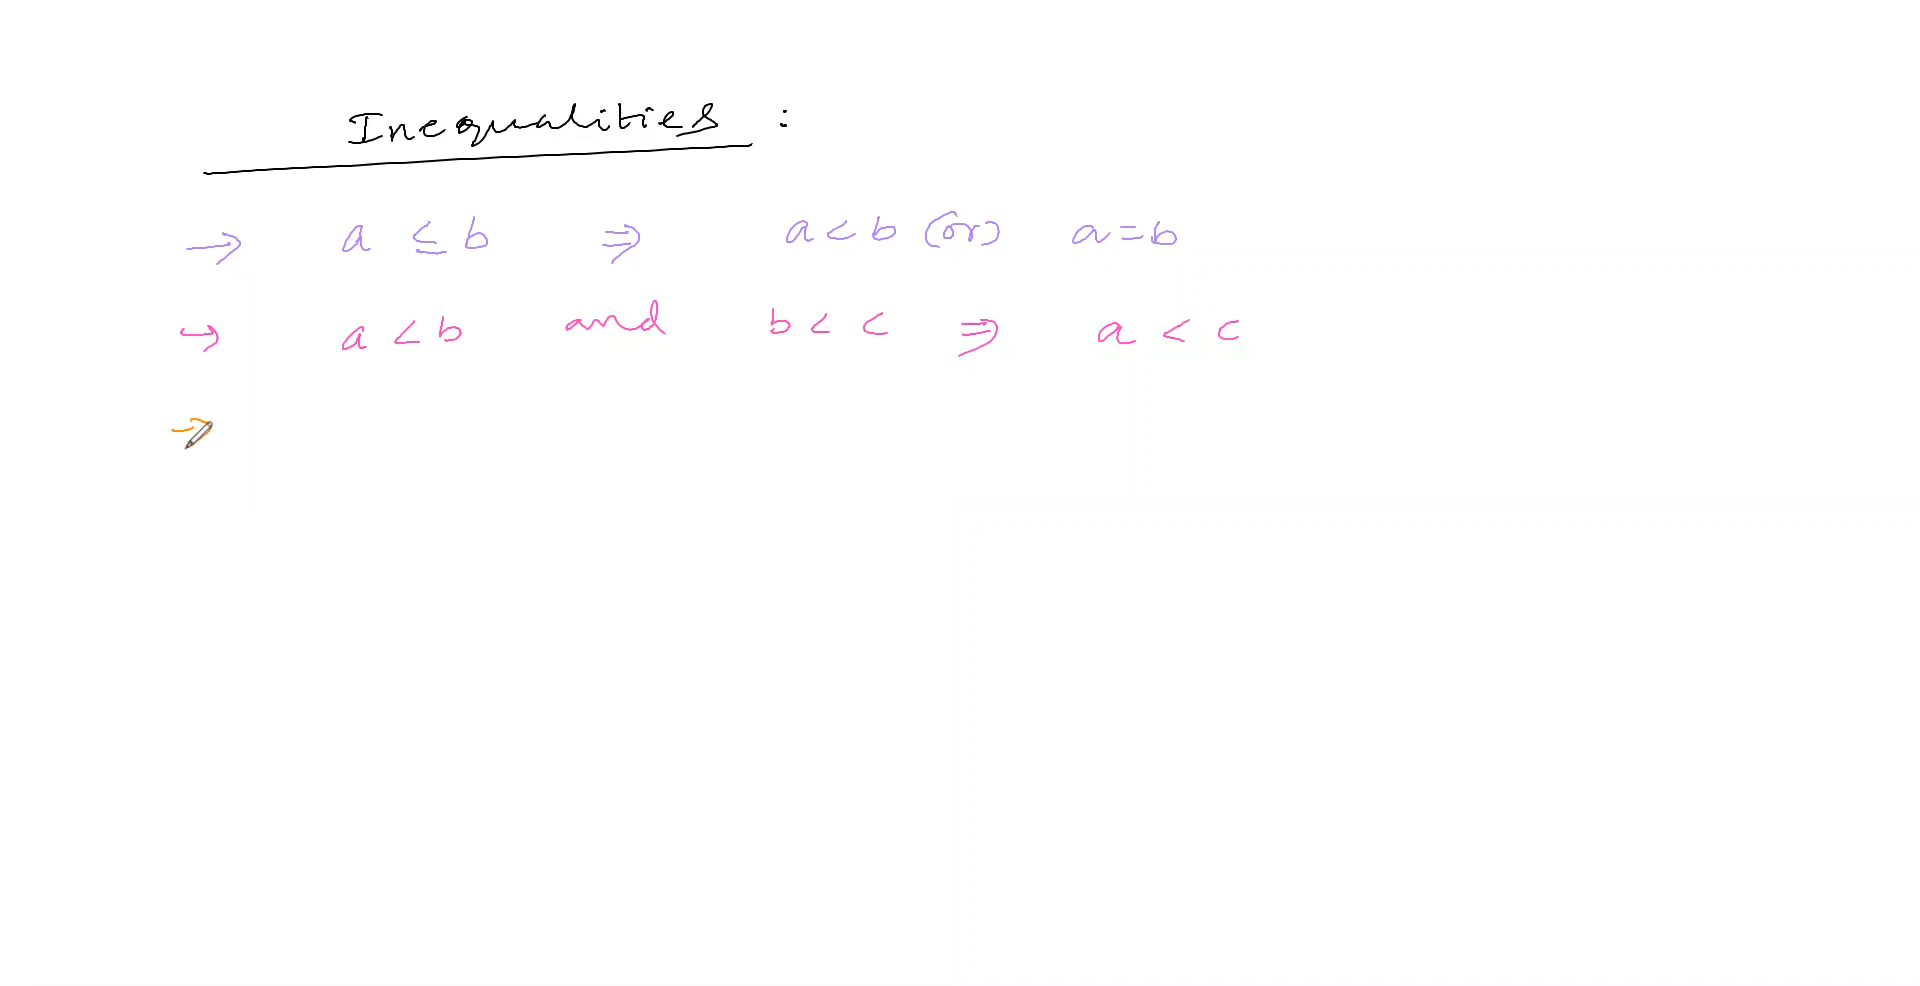 Inequalities :
→ a ≤ b ⇒ a < b (or) a = b
→ a < b and b < c ⇒ a < c
→